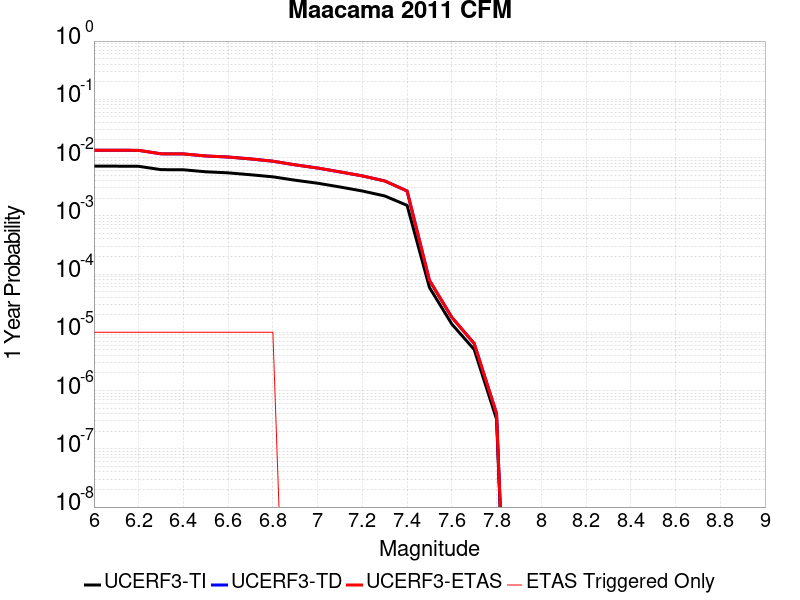 Maacama 2011 CFM
10^0
10^-1
10^-2
10^-3
10^-4
10^-5
10^-6
10^-7
10^-8
1 Year Probability
6 6.2 6.4 6.6 6.8 7 7.2 7.4 7.6 7.8 8 8.2 8.4 8.6 8.8 9
Magnitude
UCERF3-TI UCERF3-TD UCERF3-ETAS ETAS Triggered Only